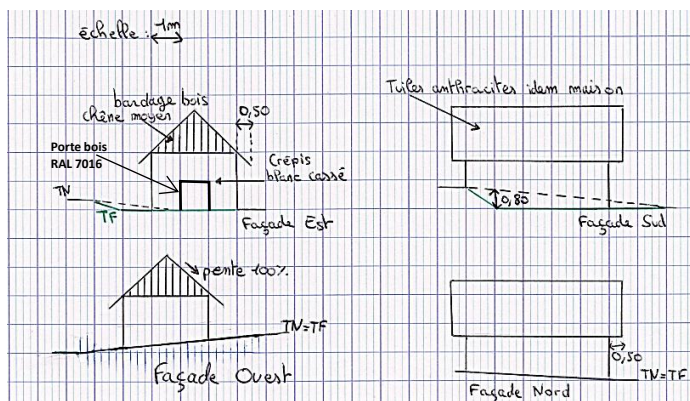 échelle : 1m
bardage bois
chêne moyen
0,50
Porte bois
RAL 7016
Crépis
blanc cassé
TN
TF
Façade Est
Tuiles anthracites idem maison
0,80
Façade Sud
pente 100%
TN=TF
Façade Ouest
0,50
TN=TF
Façade Nord